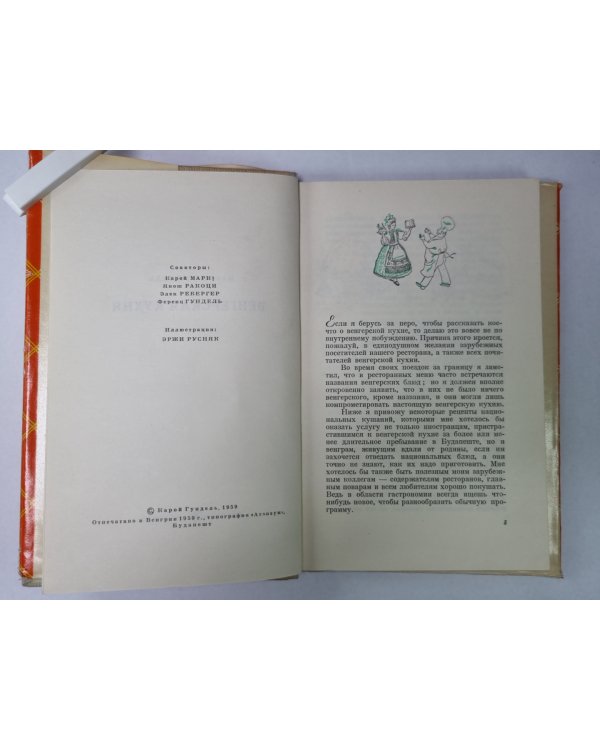 Соавторы:
Карой МАРЦ
Янош РАКОЦИ
Элек РЕБЕРГЕР
Ференц ГУНДЕЛЬ
Иллюстрации:
ЭРЖИ РУСНЯК
© Карой Гундель, 1959
Отпечатано в Венгрии 1959 г., типография «Атенеум»,
Будапешт
Если я берусь за перо, чтобы рассказать кое-
что о венгерской кухне, то делаю это вовсе не по
внутреннему побуждению. Причина этого кроется,
пожалуй, в единодушном желании зарубежных
посетителей нашего ресторана, а также всех почи-
тателей венгерской кухни.
Во время своих поездок за границу я заме-
тил, что в ресторанных меню часто встречаются
названия венгерских блюд; но я должен вполне
откровенно заявить, что в них не было ничего
венгерского, кроме названия, и они могли лишь
компрометировать настоящую венгерскую кухню.
Ниже я привожу некоторые рецепты нацио-
нальных кушаний, которыми мне хотелось бы
оказать услугу не только иностранцам, пристра-
стившимся к венгерской кухне за более или ме-
нее длительное пребывание в Будапеште, но
и венграм, живущим вдали от родины, если им
захочется отведать национальных блюд, а они
точно не знают, как их надо приготовить. Мне
хотелось бы также быть полезным моим зарубежным
коллегам — содержателям ресторанов, глав-
ным поварам и всем любителям хорошо покушать.
Ведь в области гастрономии всегда ищешь что-
нибудь новое, чтобы разнообразить обычную про-
грамму.
3